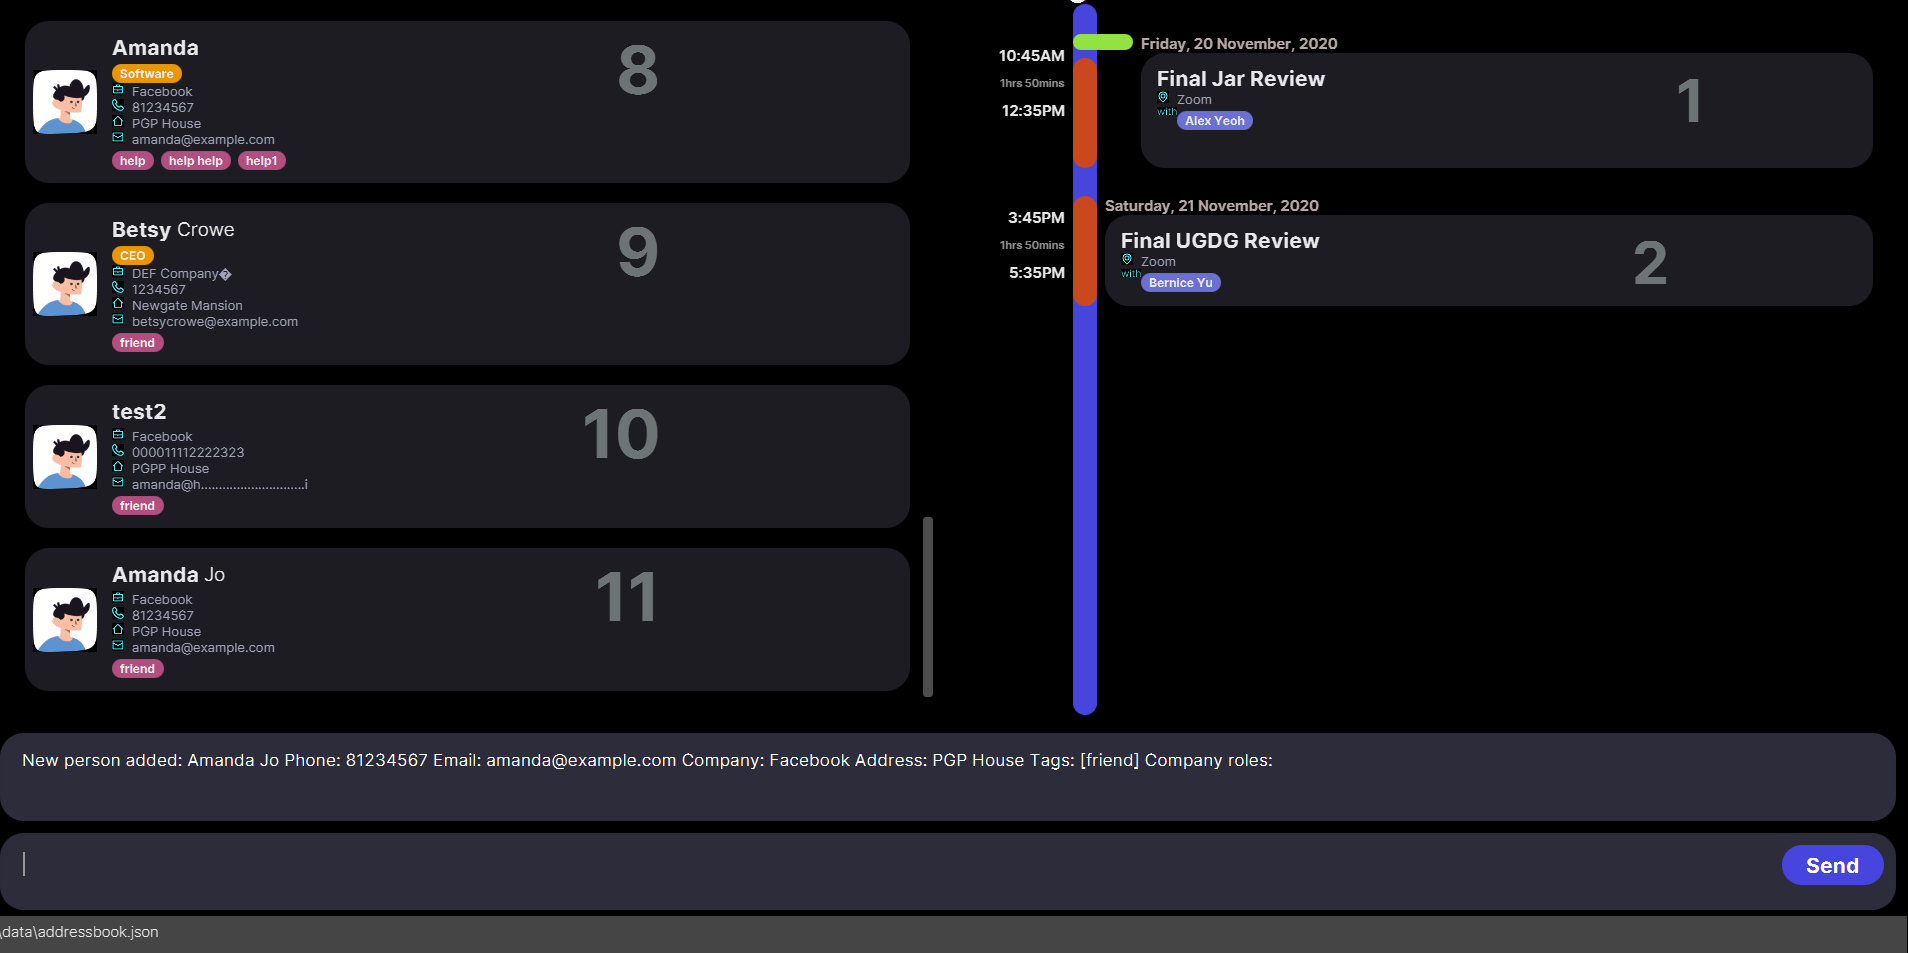 Amanda
8
Software
Facebook
81234567
PGP House
amanda@example.com
help help help help1
Betsy Crowe
9
CEO
DEF Company�
1234567
Newgate Mansion
betsycrowe@example.com
friend
test2
10
Facebook
000011112222323
PGPP House
amanda@h.............................i
friend
Amanda Jo
11
Facebook
81234567
PGP House
amanda@example.com
friend
Friday, 20 November, 2020
10:45AM
1hrs 50mins
12:35PM
Final Jar Review
1
Zoom
with Alex Yeoh
Saturday, 21 November, 2020
3:45PM
1hrs 50mins
5:35PM
Final UGDG Review
2
Zoom
with Bernice Yu
New person added: Amanda Jo Phone: 81234567 Email: amanda@example.com Company: Facebook Address: PGP House Tags: [friend] Company roles:
Send
\data\addressbook.json